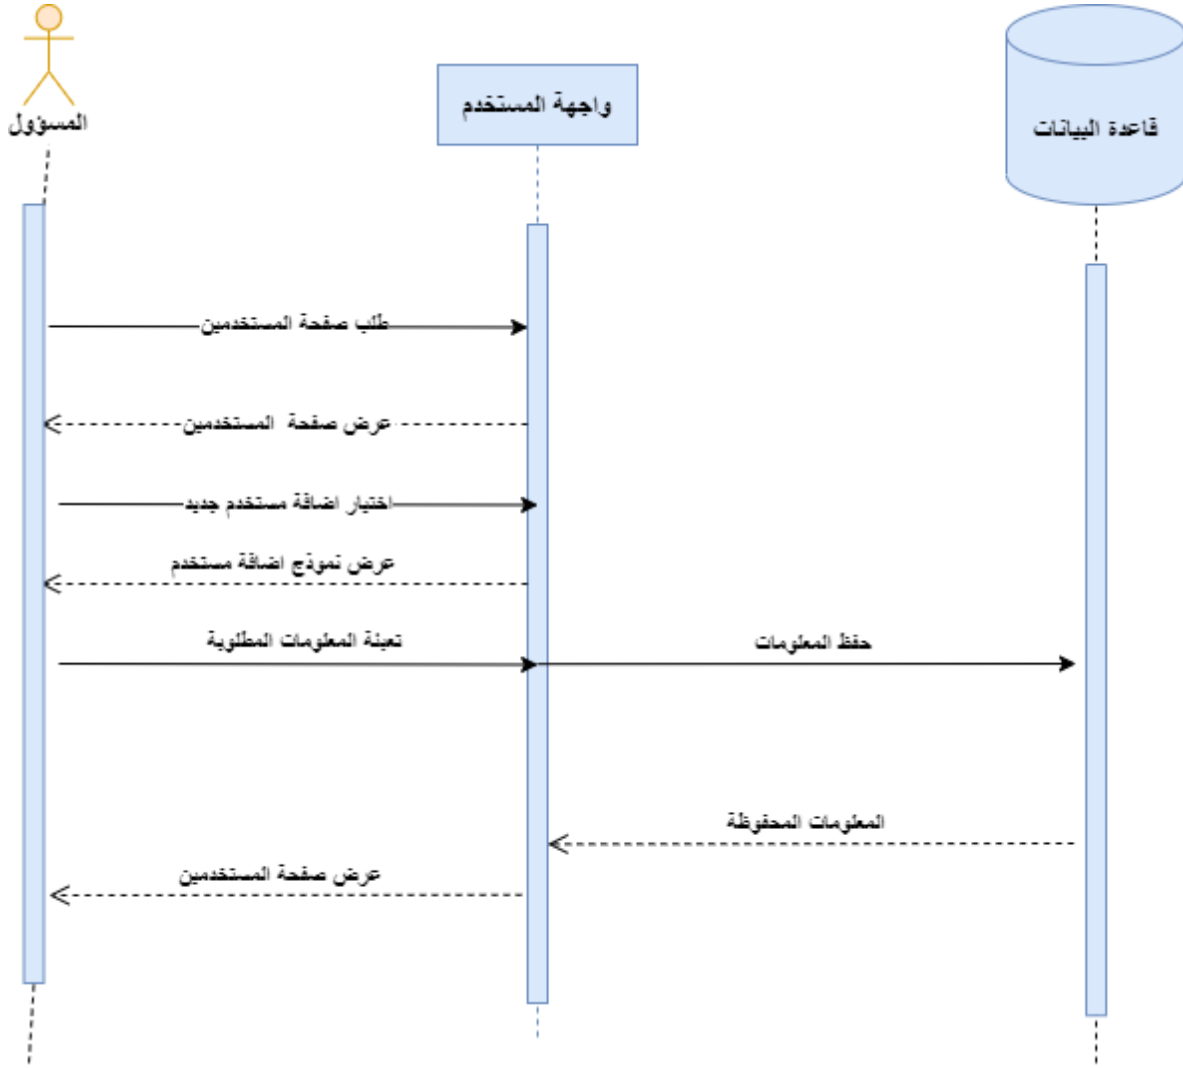 المسؤول
واجهة المستخدم
قاعدة البيانات
طلب صفحة المستخدمين
عرض صفحة المستخدمين
اختيار اضافة مستخدم جديد
عرض نموذج اضافة مستخدم
تعبئة المعلومات المطلوبة
حفظ المعلومات
المعلومات المحفوظة
عرض صفحة المستخدمين